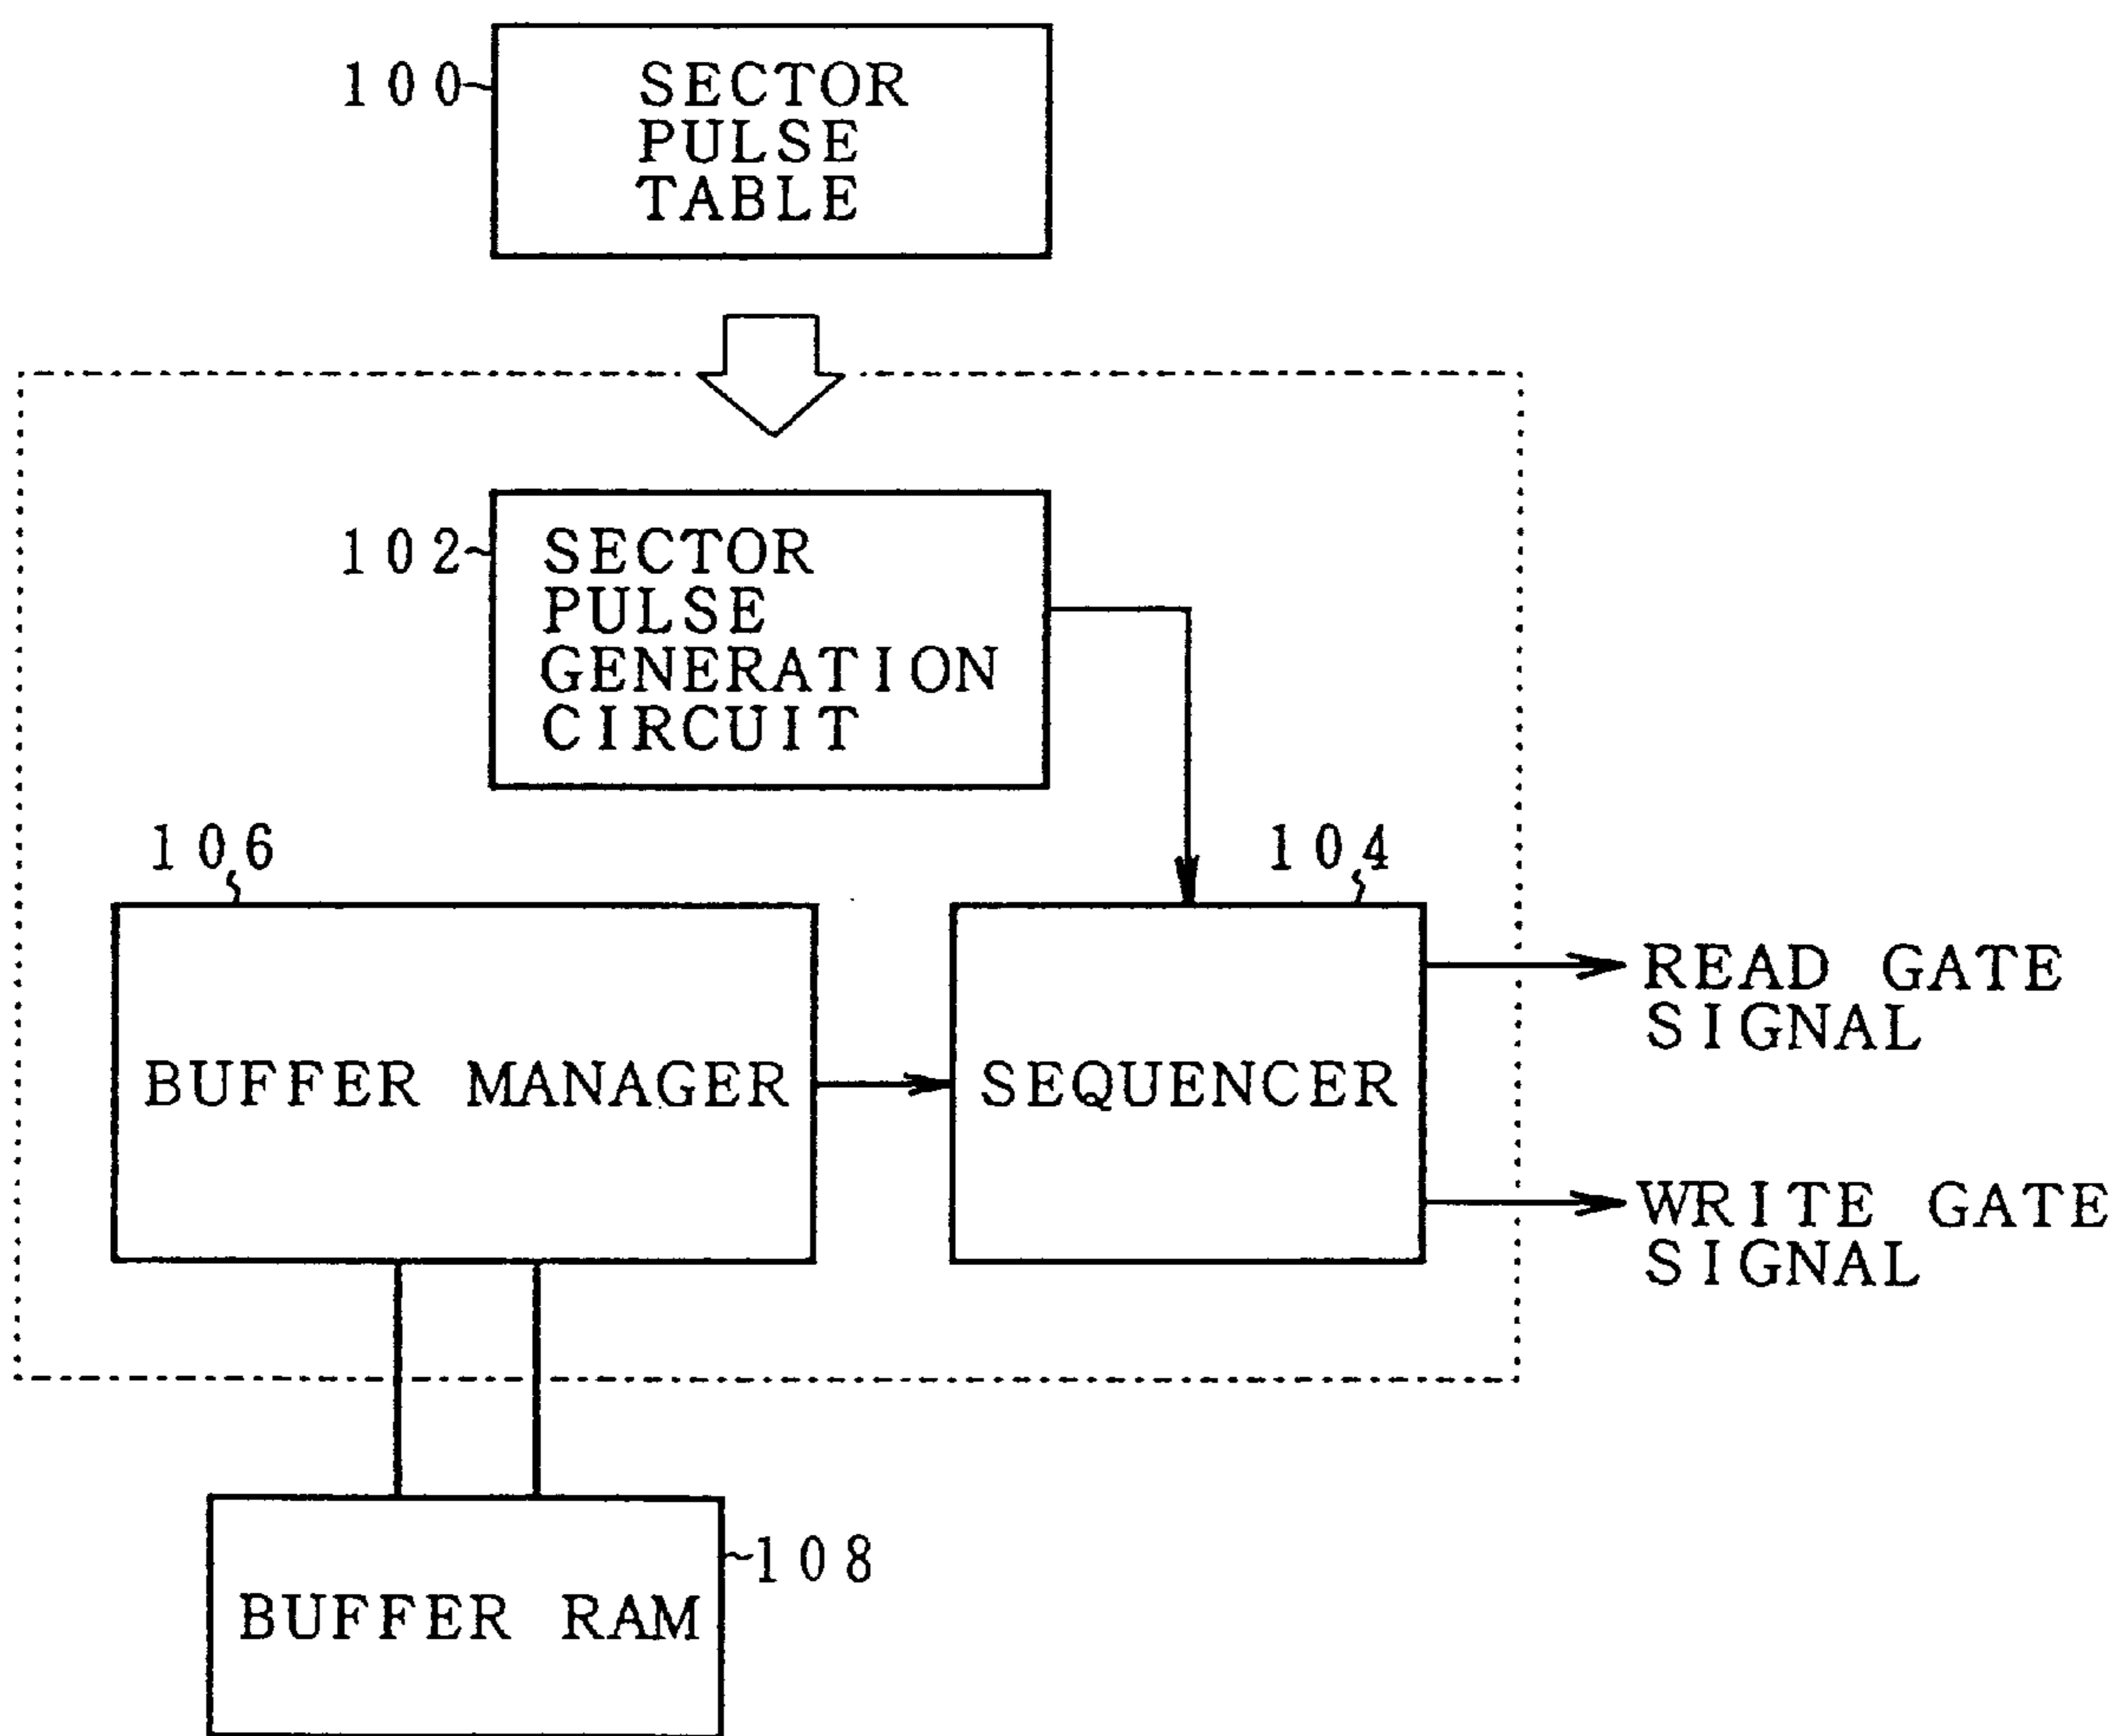 100
SECTOR
PULSE
TABLE
102
SECTOR
PULSE
GENERATION
CIRCUIT
106
104
BUFFER MANAGER
SEQUENCER
READ GATE
SIGNAL
WRITE GATE
SIGNAL
108
BUFFER RAM